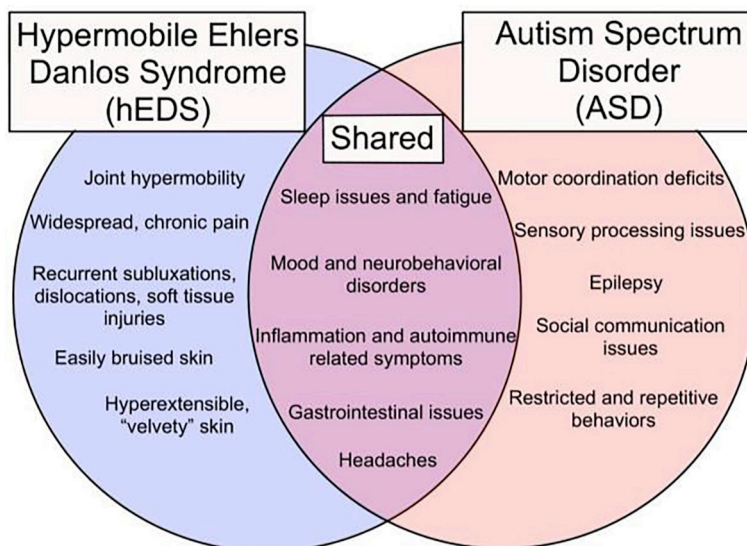 Hypermobile Ehlers
Danlos Syndrome
(hEDS)
Autism Spectrum
Disorder
(ASD)
Shared
Joint hypermobility
Widespread, chronic pain
Recurrent subluxations,
dislocations, soft tissue
injuries
Easily bruised skin
Hyperextensible,
“velvety” skin
Sleep issues and fatigue
Mood and neurobehavioral
disorders
Inflammation and autoimmune
related symptoms
Gastrointestinal issues
Headaches
Motor coordination deficits
Sensory processing issues
Epilepsy
Social communication
issues
Restricted and repetitive
behaviors